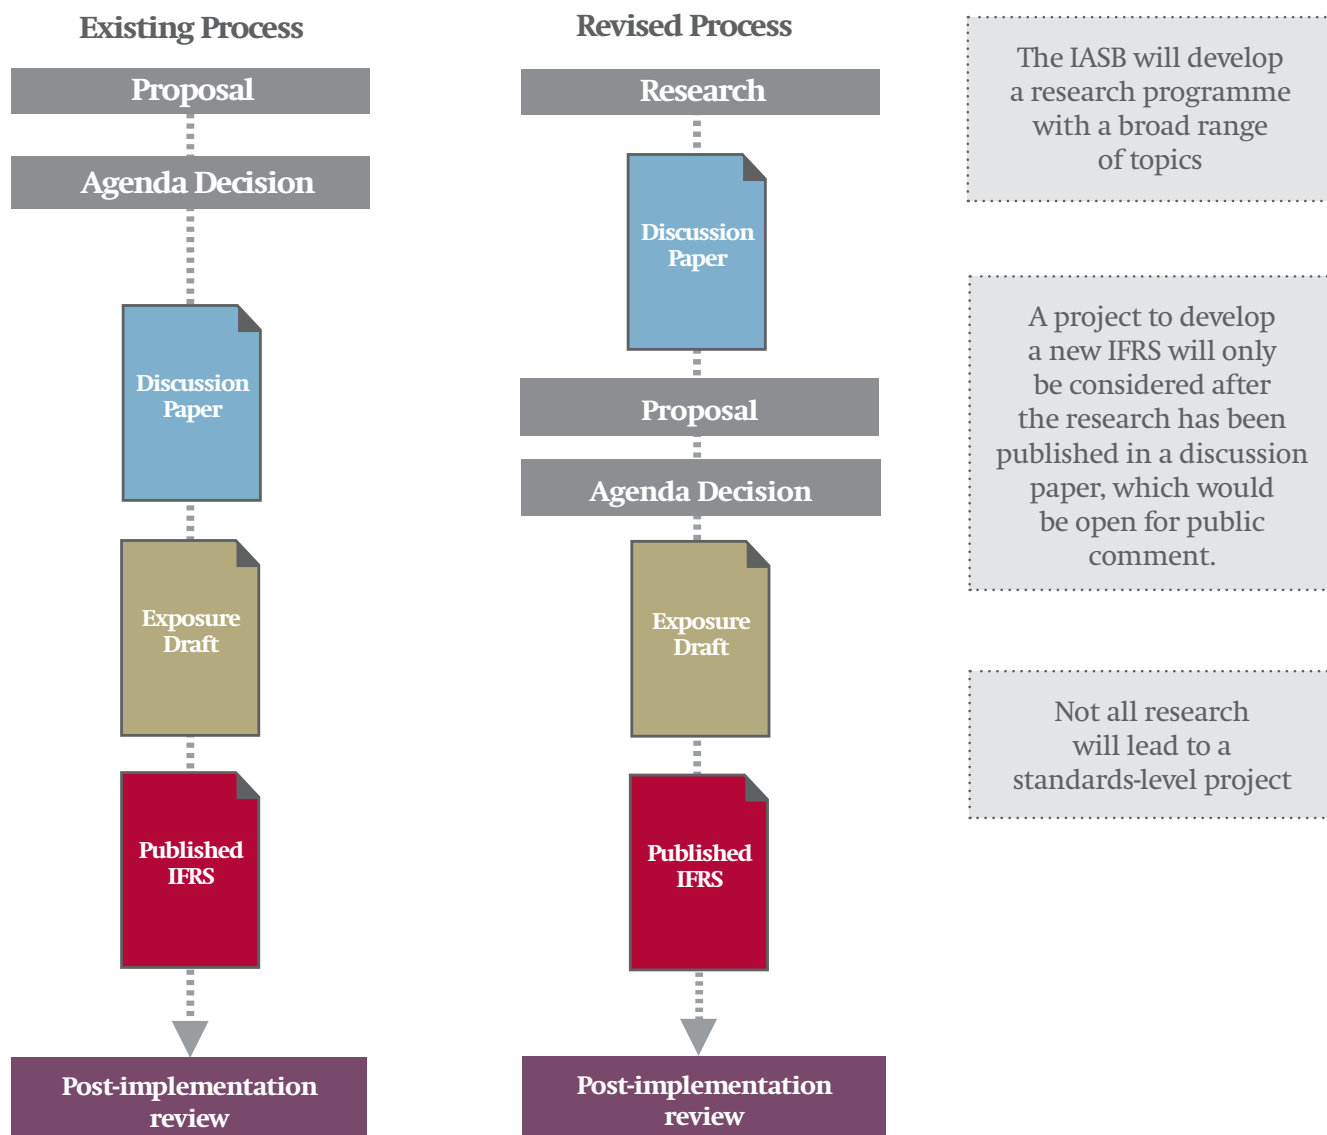 Existing Process
Proposal
Agenda Decision
Discussion
Paper
Exposure
Draft
Published
IFRS
Post-implementation
review
Revised Process
Research
Discussion
Paper
Proposal
Agenda Decision
Exposure
Draft
Published
IFRS
Post-implementation
review
The IASB will develop
a research programme
with a broad range
of topics
A project to develop
a new IFRS will only
be considered after
the research has been
published in a discussion
paper, which would
be open for public
comment.
Not all research
will lead to a
standards-level project